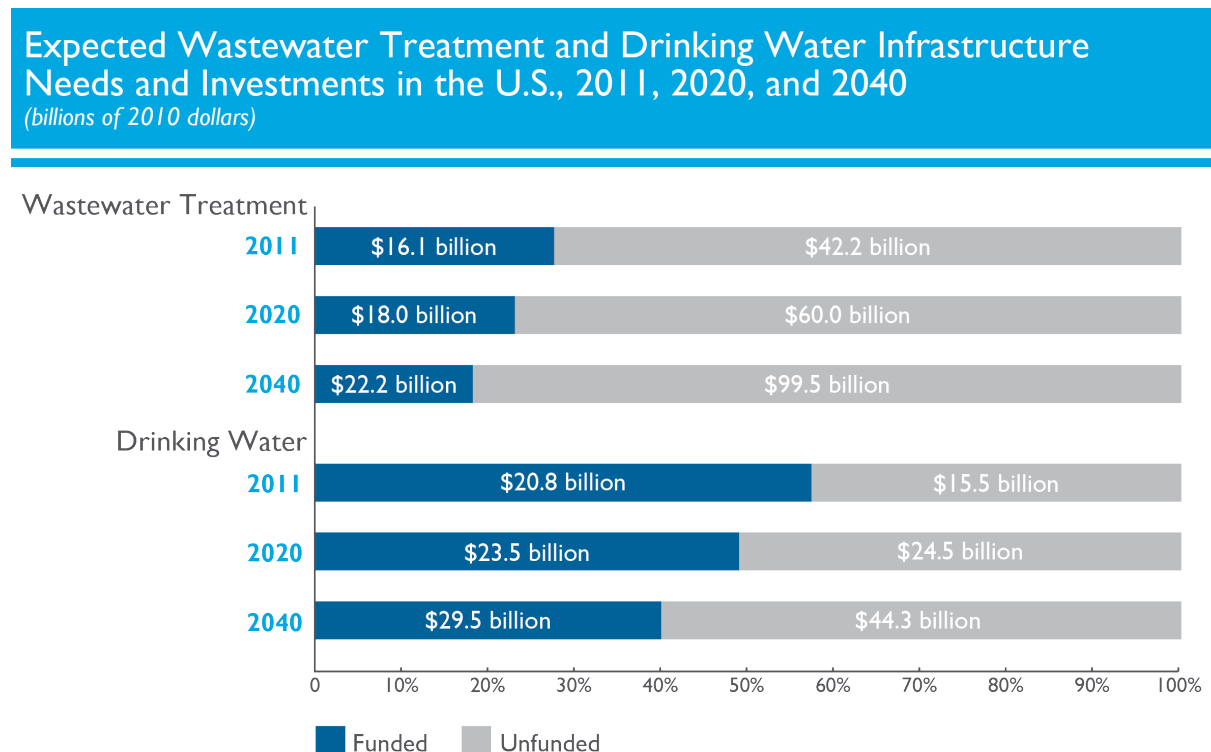 Expected Wastewater Treatment and Drinking Water Infrastructure
Needs and Investments in the U.S., 2011, 2020, and 2040
(billions of 2010 dollars)
Wastewater Treatment
2011 $16.1 billion $42.2 billion
2020 $18.0 billion $60.0 billion
2040 $22.2 billion $99.5 billion
Drinking Water
2011 $20.8 billion $15.5 billion
2020 $23.5 billion $24.5 billion
2040 $29.5 billion $44.3 billion
0 10% 20% 30% 40% 50% 60% 70% 80% 90% 100%
Funded Unfunded